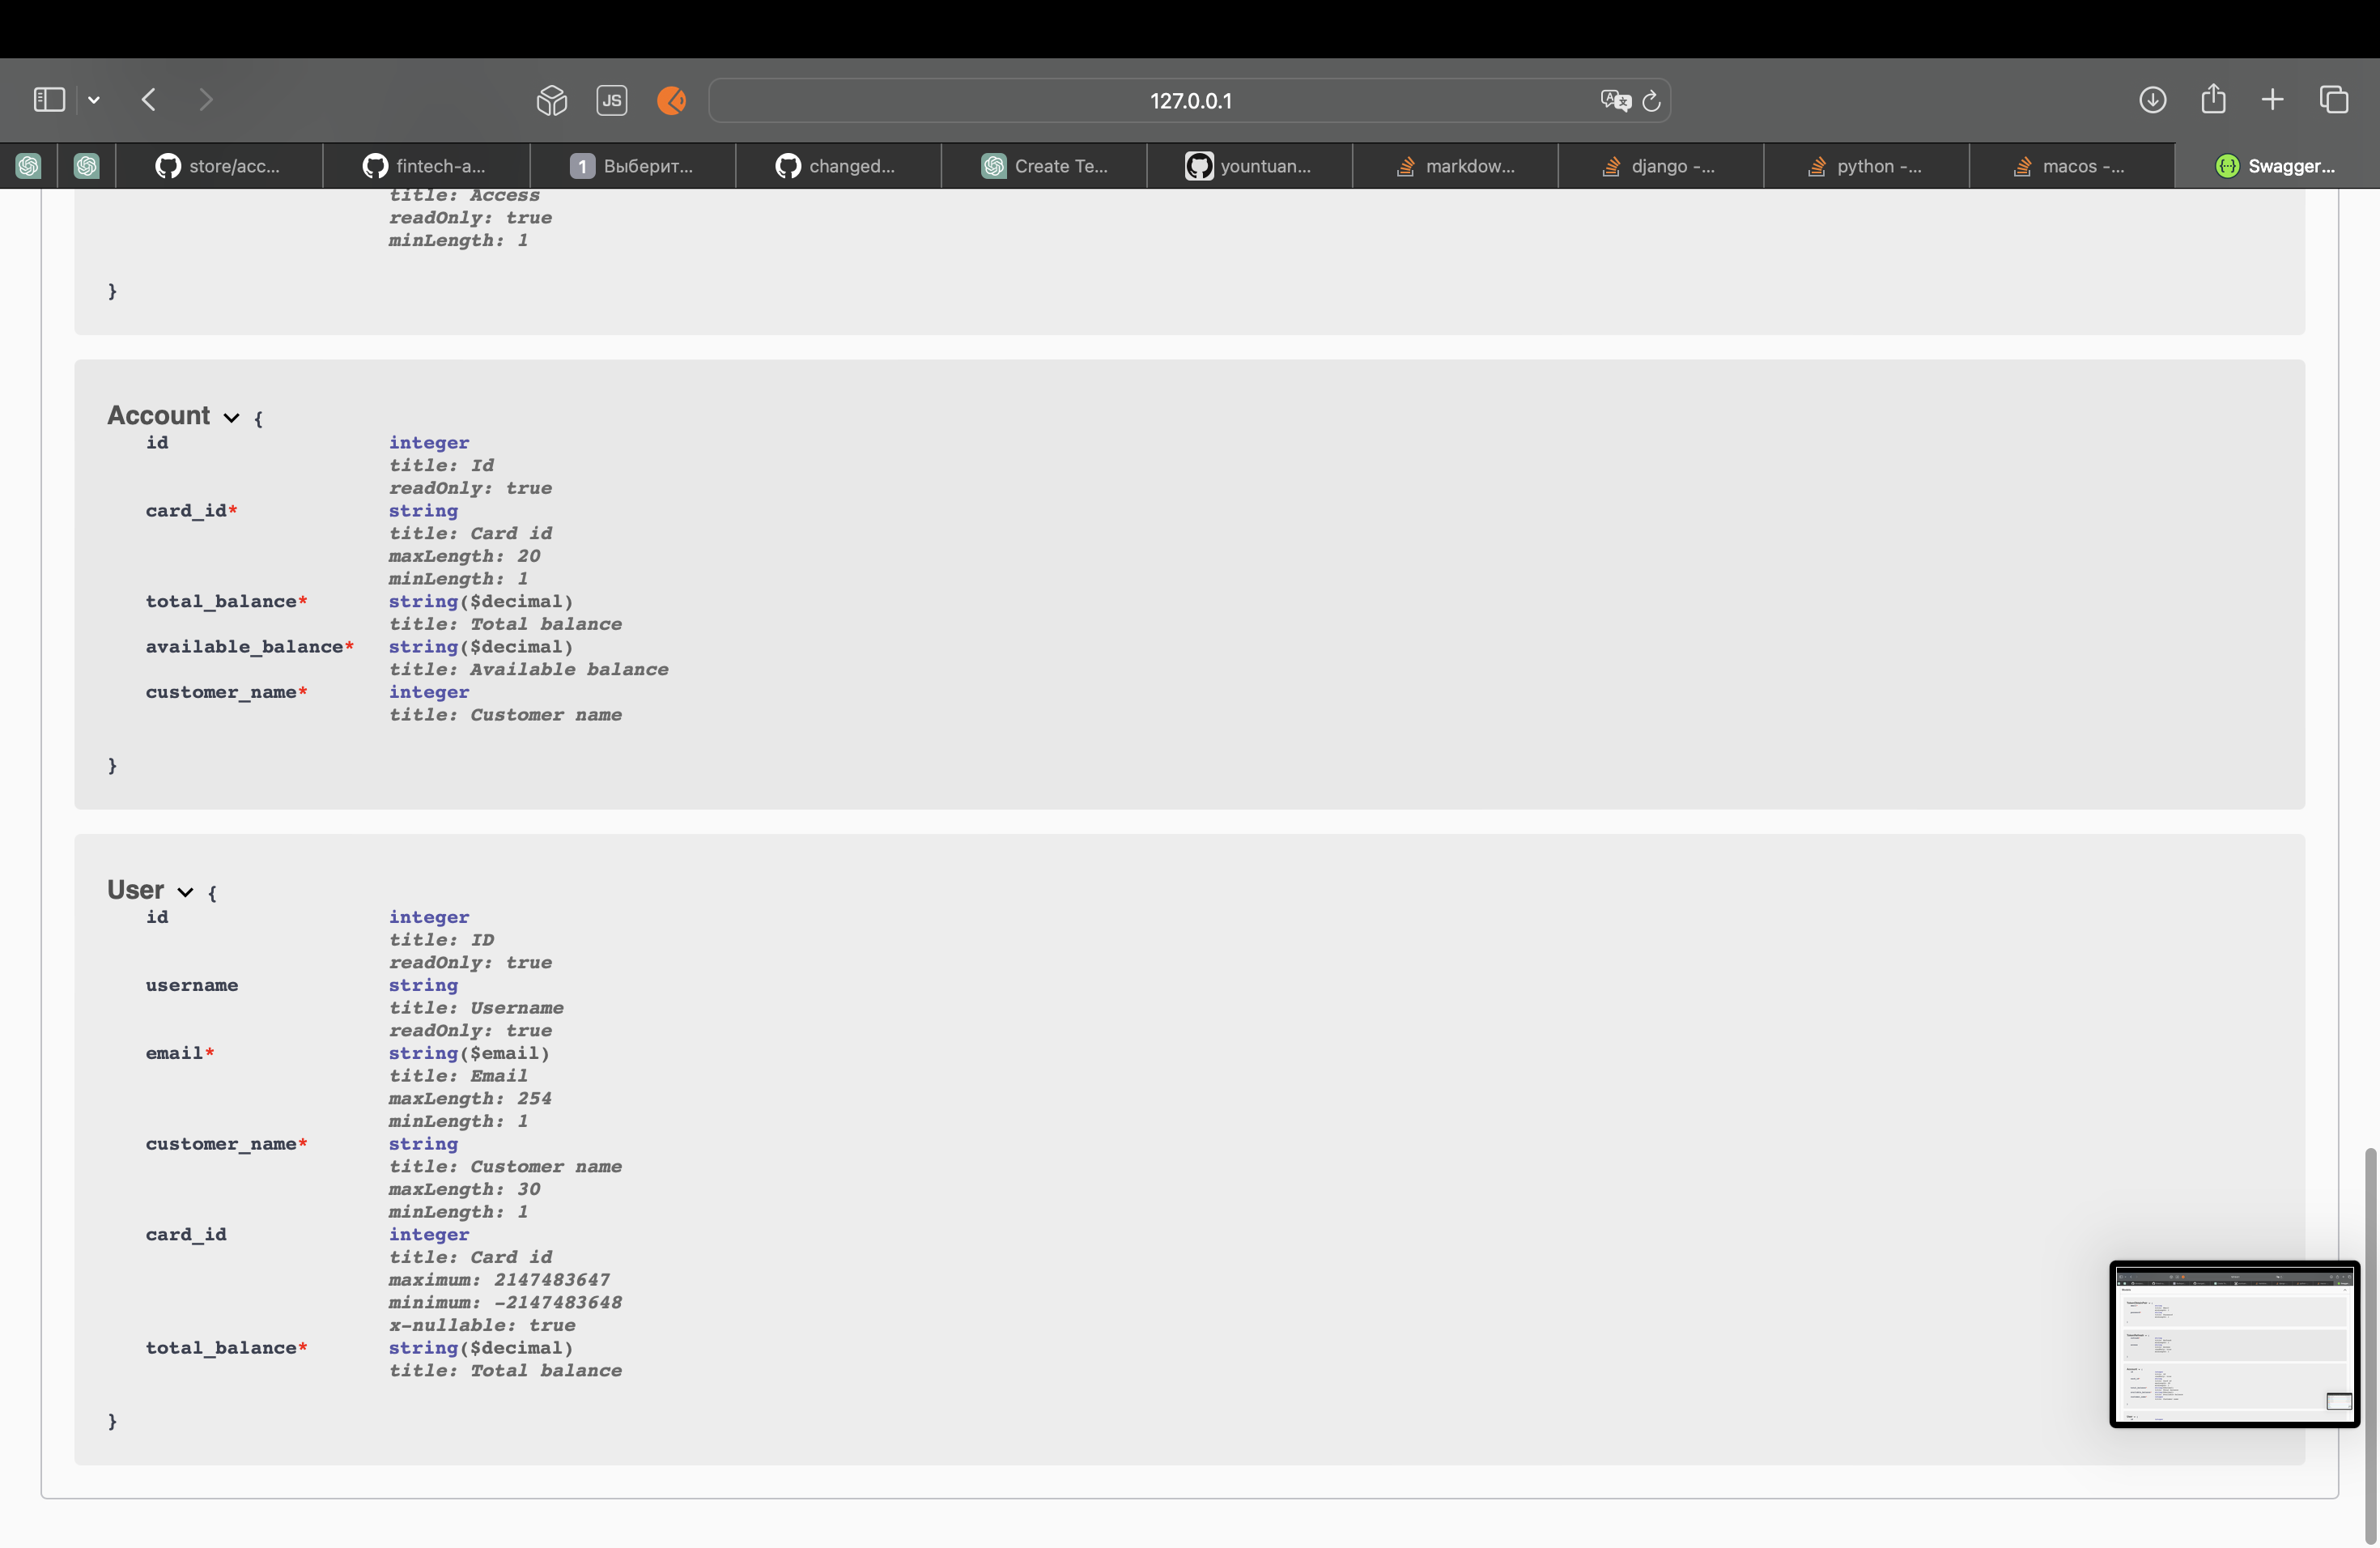 JS
127.0.0.1
store/acc...
fintech-a...
1 Выберит...
changed...
Create Te...
yountuan...
markdow...
django -...
python -...
macos -...
Swagger...
title: Access
readOnly: true
minLength: 1
}
Account {
id integer
title: Id
readOnly: true
card_id* string
title: Card id
maxLength: 20
minLength: 1
total_balance* string($decimal)
title: Total balance
available_balance* string($decimal)
title: Available balance
customer_name* integer
title: Customer name
}
User {
id integer
title: ID
readOnly: true
username string
title: Username
readOnly: true
email* string($email)
title: Email
maxLength: 254
minLength: 1
customer_name* string
title: Customer name
maxLength: 30
minLength: 1
card_id integer
title: Card id
maximum: 2147483647
minimum: -2147483648
x-nullable: true
total_balance* string($decimal)
title: Total balance
}